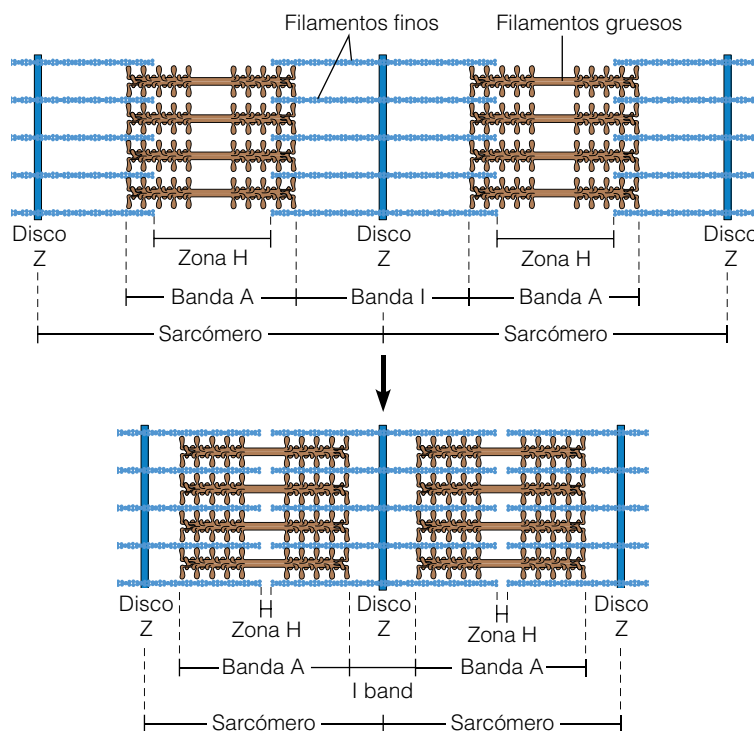 Filamentos finos
Filamentos gruesos
Disco
Z
Zona H
Disco
Z
Zona H
Disco
Z
Banda A
Banda I
Banda A
Sarcómero
Sarcómero
Disco
Z
H
Zona H
Disco
Z
H
Zona H
Disco
Z
Banda A
Banda A
I band
Sarcómero
Sarcómero